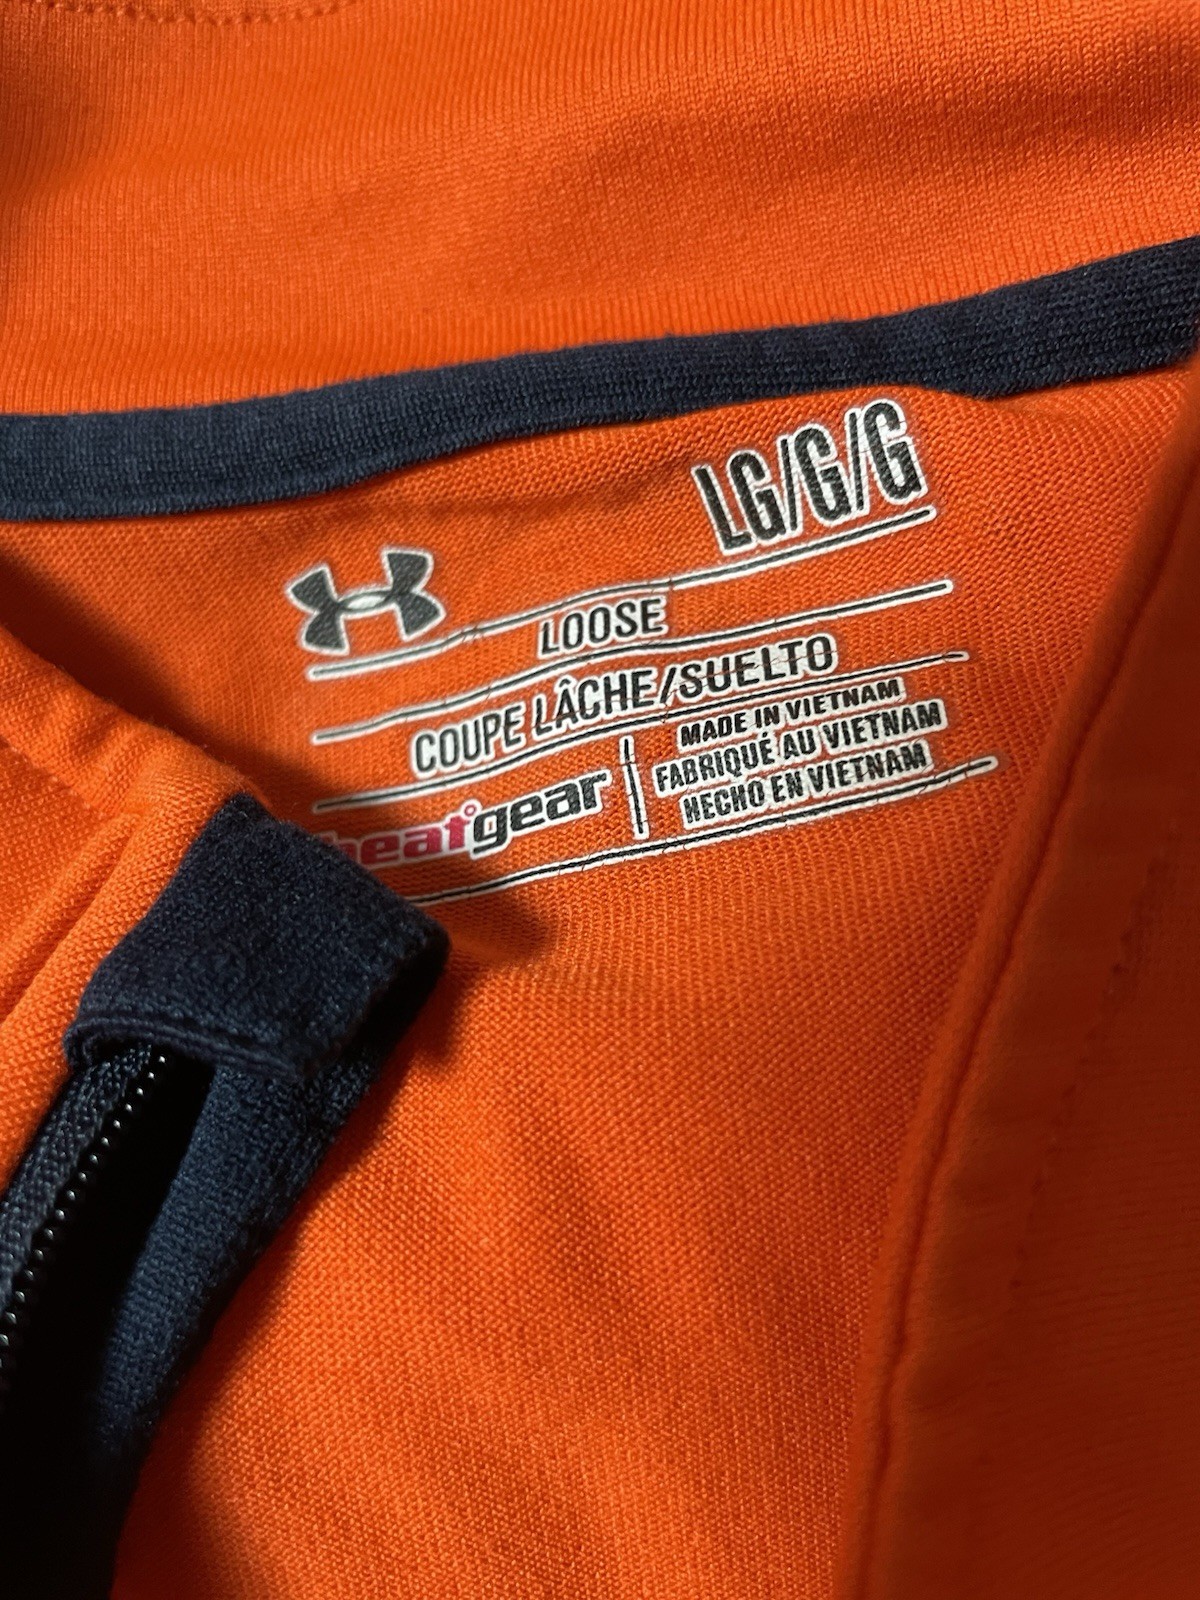 LG/G/G
LOOSE
COUPE LÂCHE/SUELTO
heatgear
MADE IN VIETNAM
FABRIQUÉ AU VIETNAM
HECHO EN VIETNAM